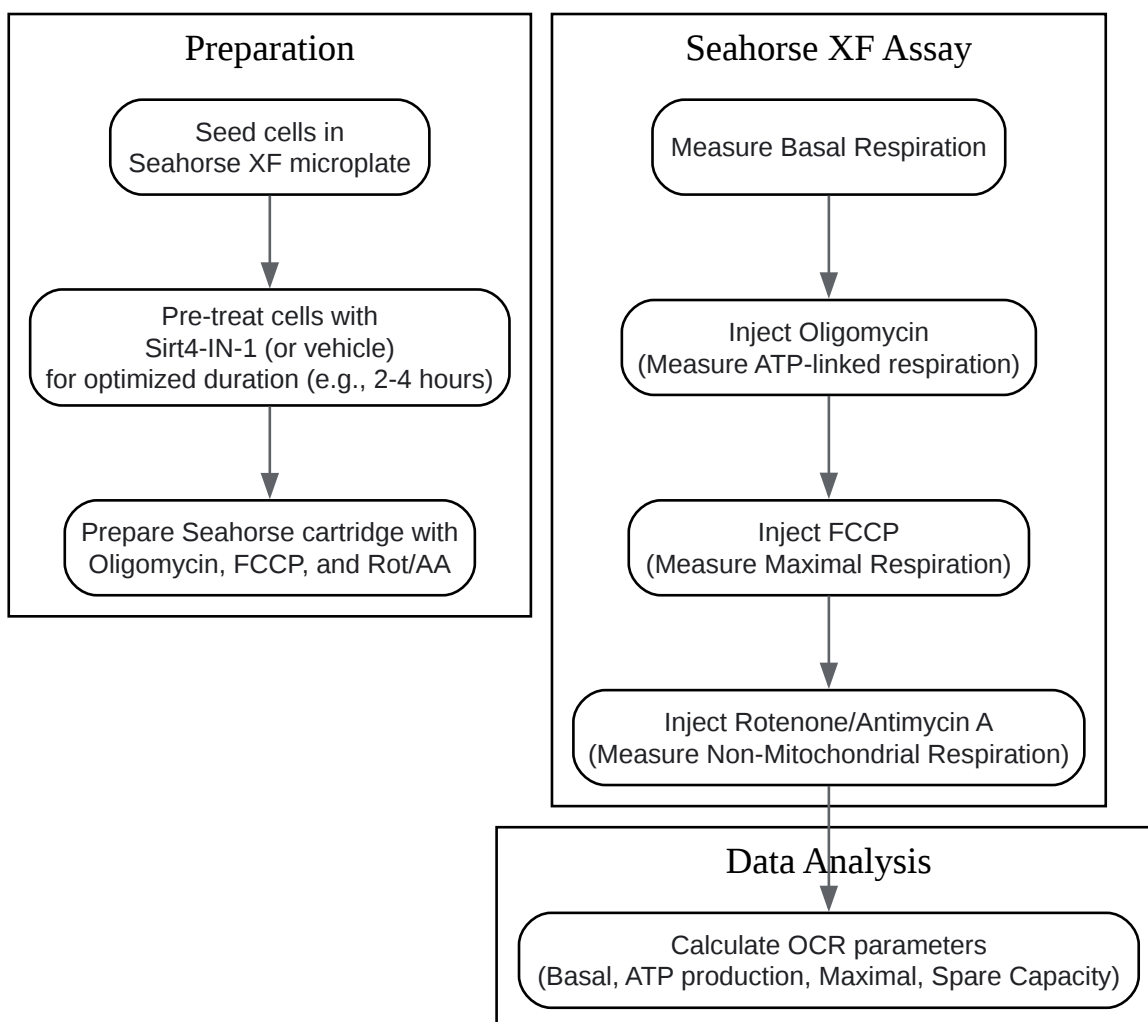 Preparation
Seed cells in
Seahorse XF microplate
Pre-treat cells with
Sirt4-IN-1 (or vehicle)
for optimized duration (e.g., 2-4 hours)
Prepare Seahorse cartridge with
Oligomycin, FCCP, and Rot/AA
Seahorse XF Assay
Measure Basal Respiration
Inject Oligomycin
(Measure ATP-linked respiration)
Inject FCCP
(Measure Maximal Respiration)
Inject Rotenone/Antimycin A
(Measure Non-Mitochondrial Respiration)
Data Analysis
Calculate OCR parameters
(Basal, ATP production, Maximal, Spare Capacity)